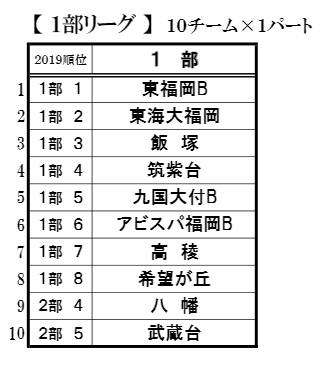 【 1部リーグ 】 10チーム×1パート
2019順位 1 部
1 1部 1 東福岡B
2 1部 2 東海大福岡
3 1部 3 飯 塚
4 1部 4 筑紫台
5 1部 5 九国大付B
6 1部 6 アビスパ福岡B
7 1部 7 高 稜
8 1部 8 希望が丘
9 2部 4 八 幡
10 2部 5 武蔵台